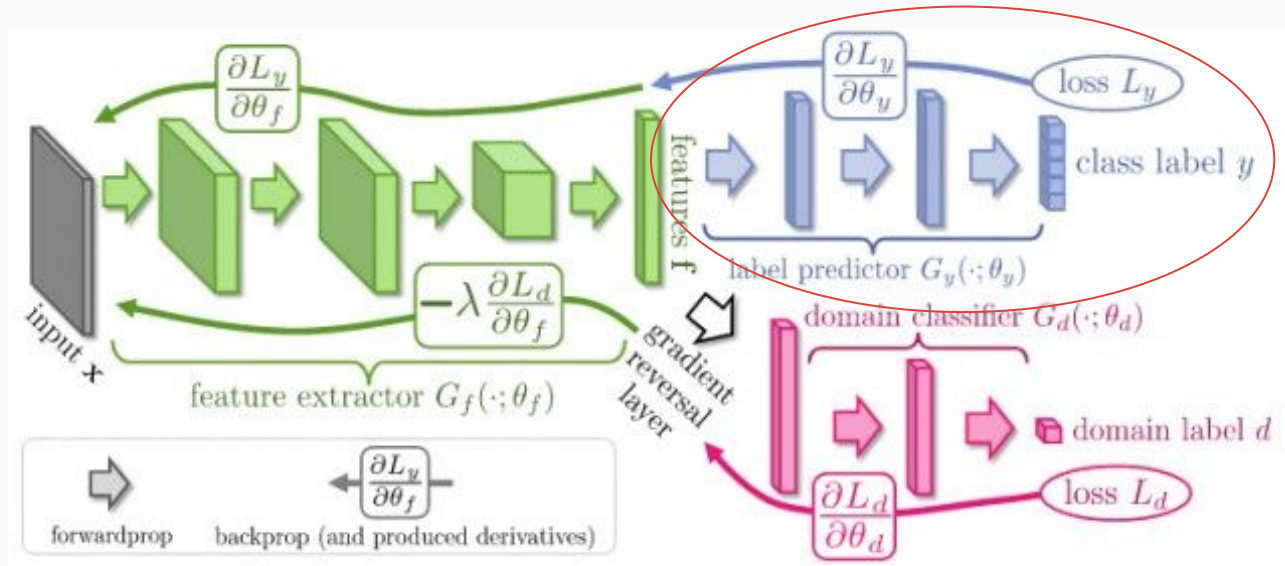 ∂L_y/∂θ_f
∂L_y/∂θ_y
loss L_y
features f
class label y
label predictor G_y(·;θ_y)
input x
−λ ∂L_d/∂θ_f
feature extractor G_f(·;θ_f)
gradient
reversal
layer
domain classifier G_d(·;θ_d)
domain label d
∂L_d/∂θ_d
loss L_d
forwardprop
∂L_y/∂θ_f
backprop (and produced derivatives)